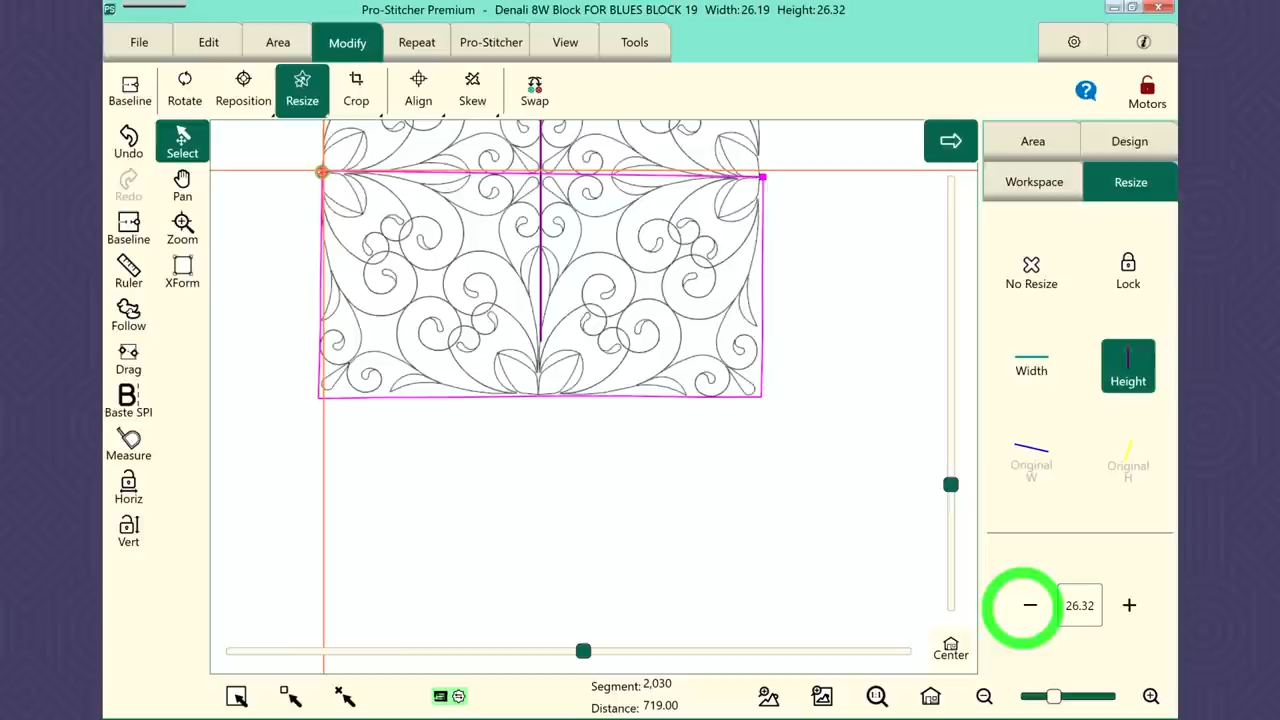 PS
Pro-Stitcher Premium - Denali 8W Block FOR BLUES BLOCK 19 Width:26.19 Height:26.32
File Edit Area Modify Repeat Pro-Stitcher View Tools
Baseline Rotate Reposition Resize Crop Align Skew Swap Motors
Undo Select
Redo Pan
Baseline Zoom
Ruler XForm
Follow
Drag
B
Baste SPI
Measure
Horiz
Vert
Area Design
Workspace Resize
No Resize Lock
Width Height
Original Original
W H
26.32
Center
Segment: 2,030
Distance: 719.00
1:1